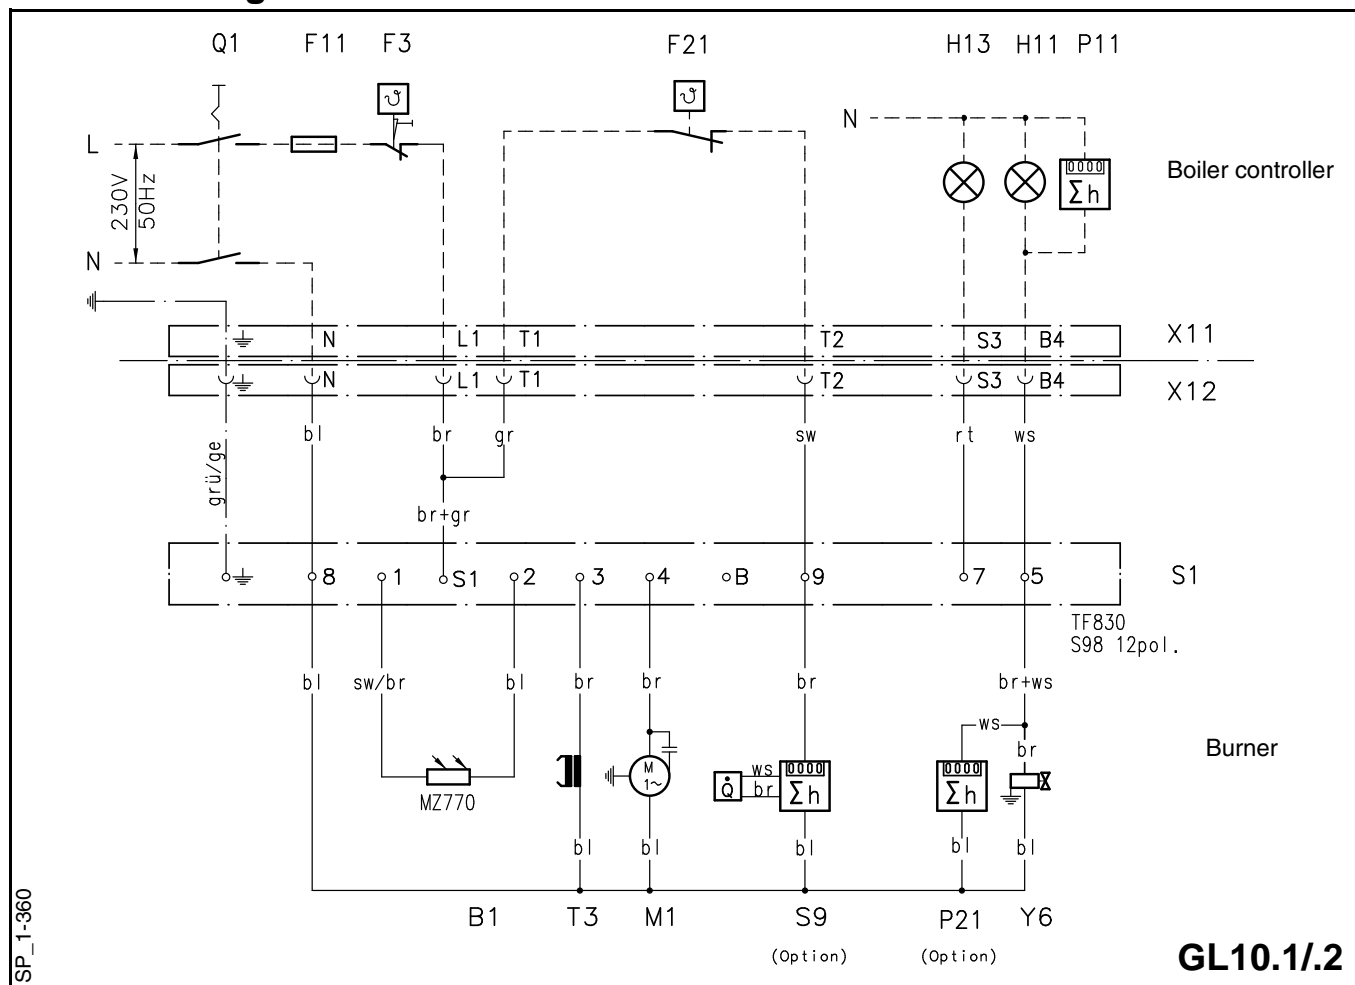 Q1 F11 F3 F21 H13 H11 P11
ϑ ϑ
N
L
230V
50Hz
0000
Σh
Boiler controller
N
N L1 T1 T2 S3 B4 X11
N L1 T1 T2 S3 B4 X12
grü/ge bl br gr sw rt ws
br+gr
8 1 S1 2 3 4 B 9 7 5 S1
TF830
S98 12pol.
bl sw/br bl br br br br+ws
ws
br
Burner
MZ770
M
1~
Q̇
ws
br
0000
Σh
0000
Σh
bl bl bl bl bl
B1 T3 M1 S9 P21 Y6
(Option) (Option)
SP_1-360
GL10.1/.2